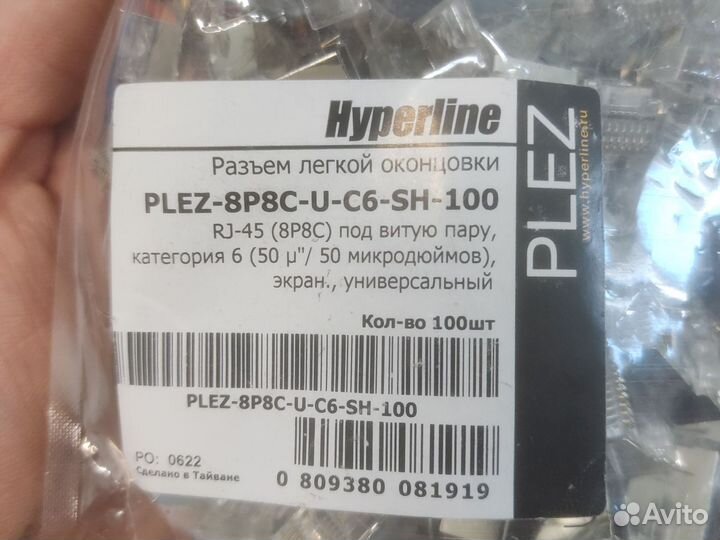 Hyperline
Разъем легкой оконцовки
PLEZ-8P8C-U-C6-SH-100
RJ-45 (8P8C) под витую пару,
категория 6 (50 µ"/ 50 микродюймов),
экран., универсальный
Кол-во 100шт
PLEZ-8P8C-U-C6-SH-100
PO: 0622
Сделано в Тайване
0 809380 081919
PLEZ
www.hyperline.ru
Avito